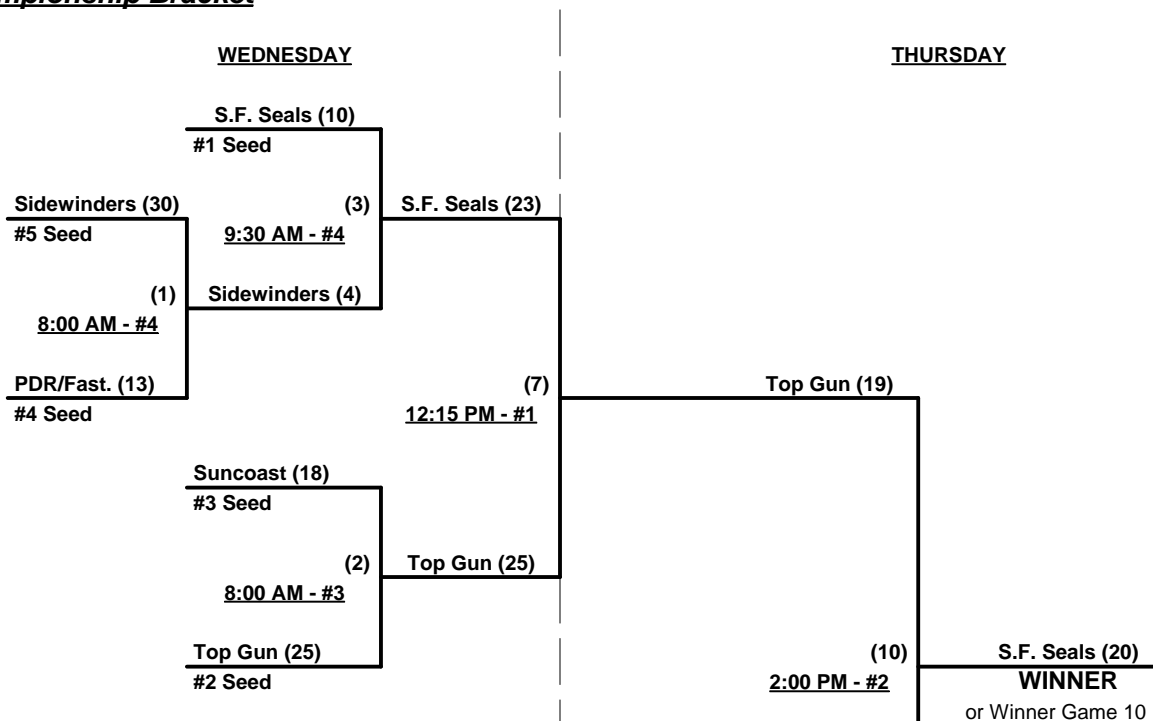 Bracket
WEDNESDAY
THURSDAY
S.F. Seals (10)
#1 Seed
Sidewinders (30)
(3)
S.F. Seals (23)
#5 Seed
9:30 AM - #4
(1)
Sidewinders (4)
8:00 AM - #4
PDR/Fast. (13)
(7)
Top Gun (19)
#4 Seed
12:15 PM - #1
Suncoast (18)
#3 Seed
(2)
Top Gun (25)
8:00 AM - #3
Top Gun (25)
(10)
S.F. Seals (20)
#2 Seed
2:00 PM - #2
WINNER
or Winner Game 10